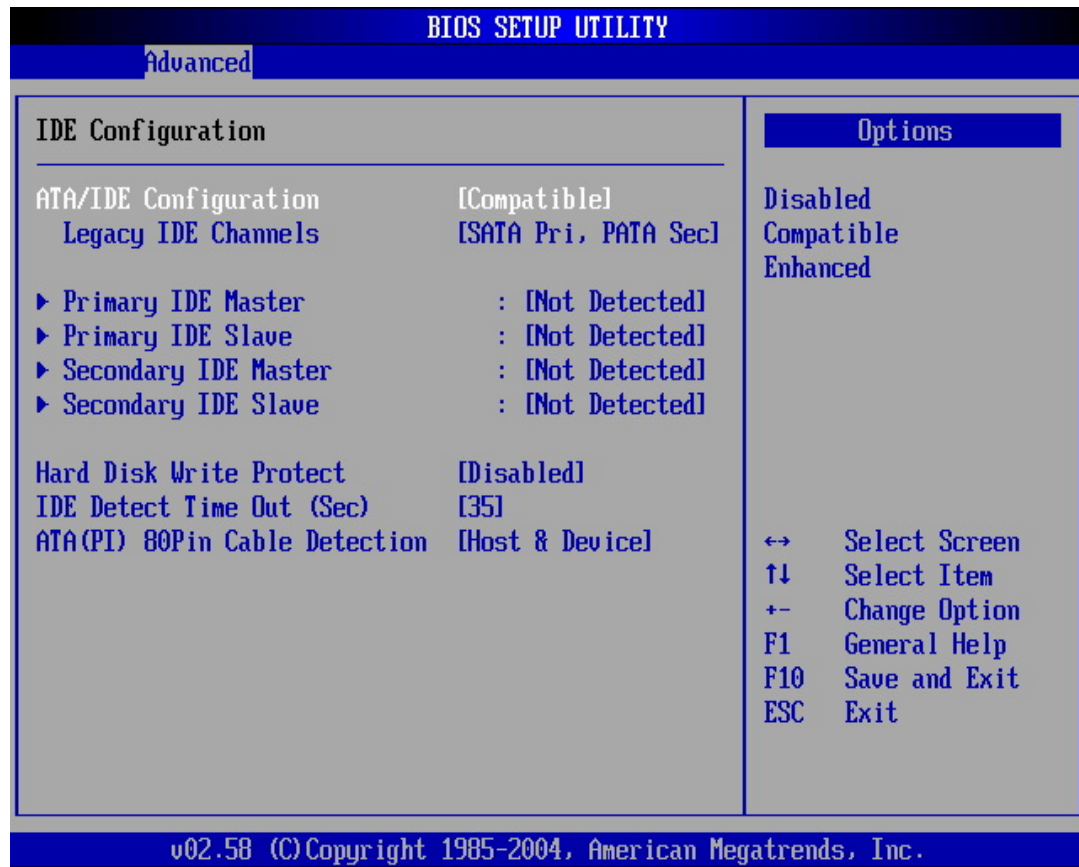 BIOS SETUP UTILITY
Advanced
IDE Configuration
ATA/IDE Configuration [Compatible]
Legacy IDE Channels [SATA Pri, PATA Sec]
▶ Primary IDE Master : [Not Detected]
▶ Primary IDE Slave : [Not Detected]
▶ Secondary IDE Master : [Not Detected]
▶ Secondary IDE Slave : [Not Detected]
Hard Disk Write Protect [Disabled]
IDE Detect Time Out (Sec) [35]
ATA(PI) 80Pin Cable Detection [Host & Device]
Options
Disabled
Compatible
Enhanced
↔ Select Screen
↑↓ Select Item
+- Change Option
F1 General Help
F10 Save and Exit
ESC Exit
v02.58 (C)Copyright 1985-2004, American Megatrends, Inc.